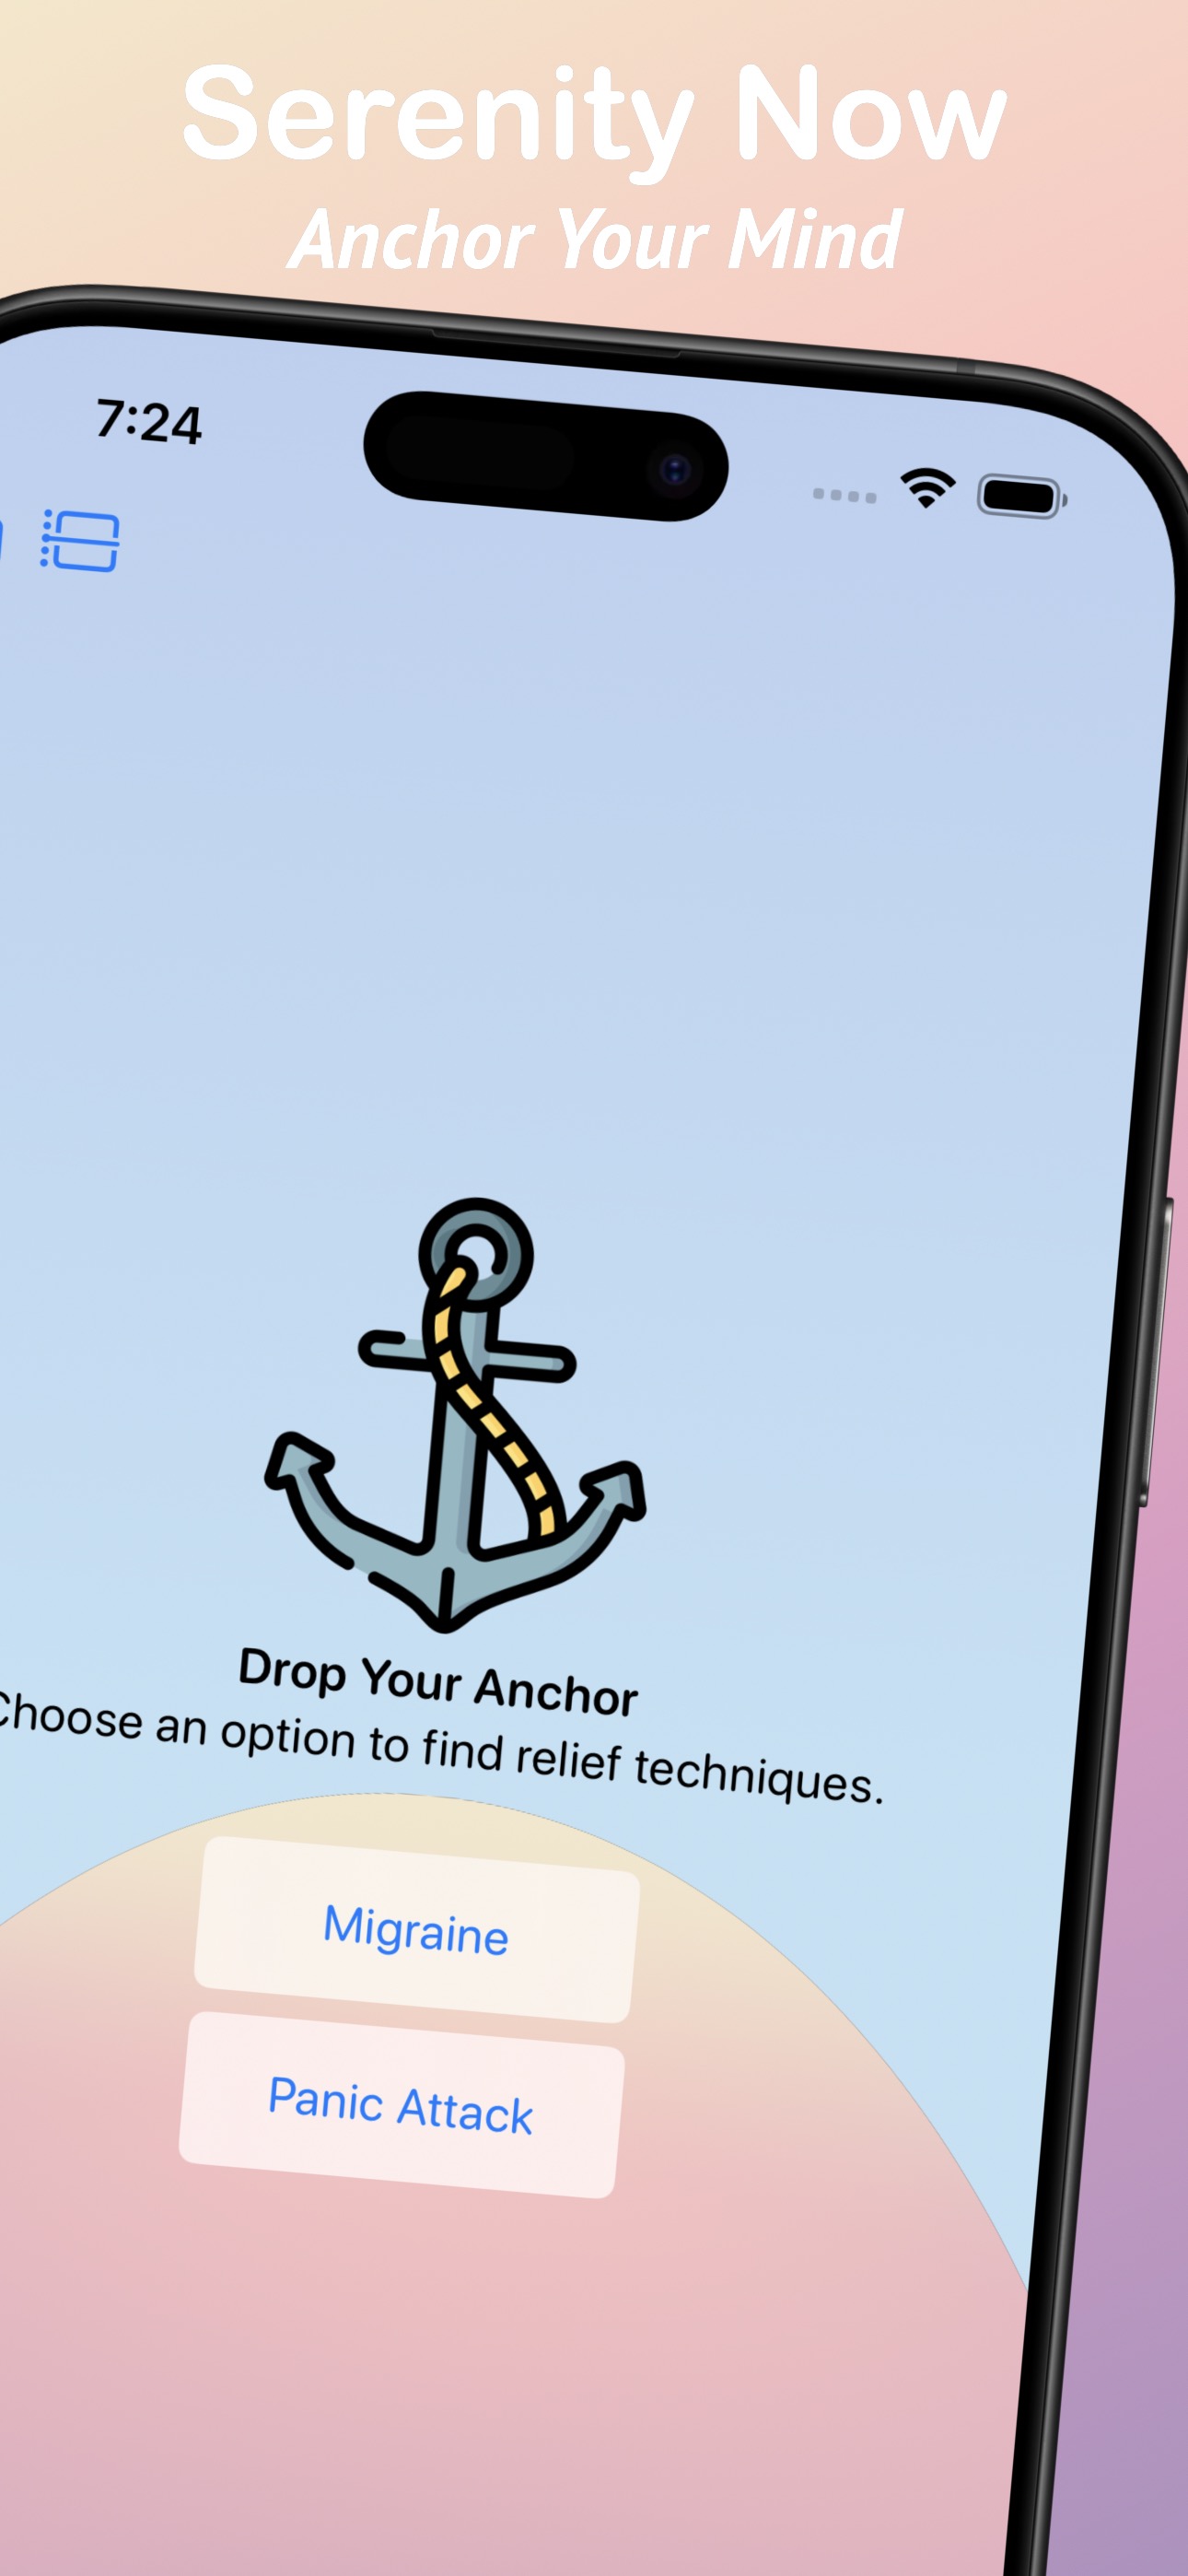 Serenity Now
Anchor Your Mind
7:24
Drop Your Anchor
Choose an option to find relief techniques.
Migraine
Panic Attack